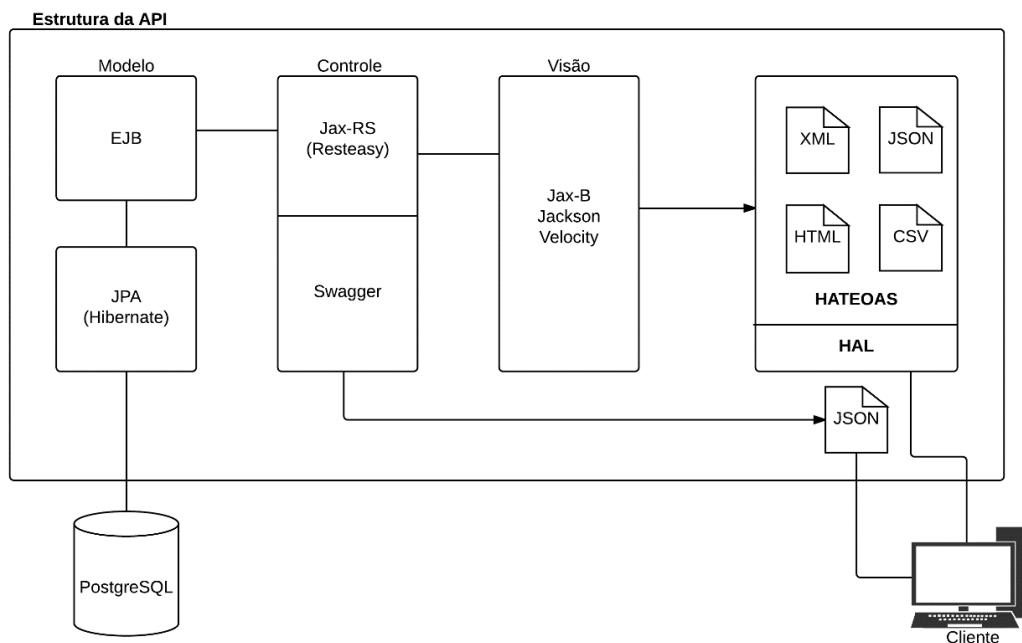 Estrutura da API
Modelo
Controle
Visão
EJB
Jax-RS
(Resteasy)
XML
JSON
Jax-B
Jackson
Velocity
HTML
CSV
JPA
(Hibernate)
Swagger
HATEOAS
HAL
JSON
PostgreSQL
Cliente